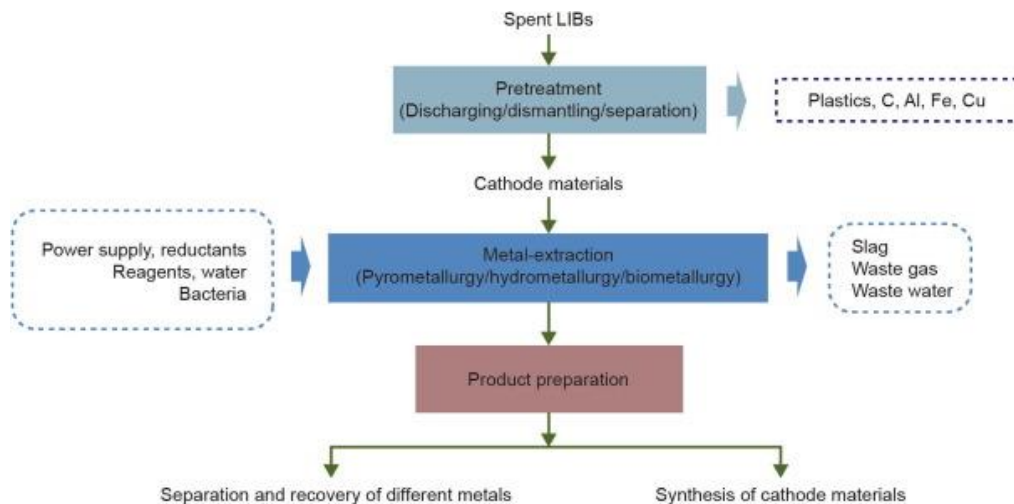 Spent LIBs
Pretreatment
(Discharging/dismantling/separation)
Plastics, C, Al, Fe, Cu
Cathode materials
Power supply, reductants
Reagents, water
Bacteria
Metal-extraction
(Pyrometallurgy/hydrometallurgy/biometallurgy)
Slag
Waste gas
Waste water
Product preparation
Separation and recovery of different metals
Synthesis of cathode materials